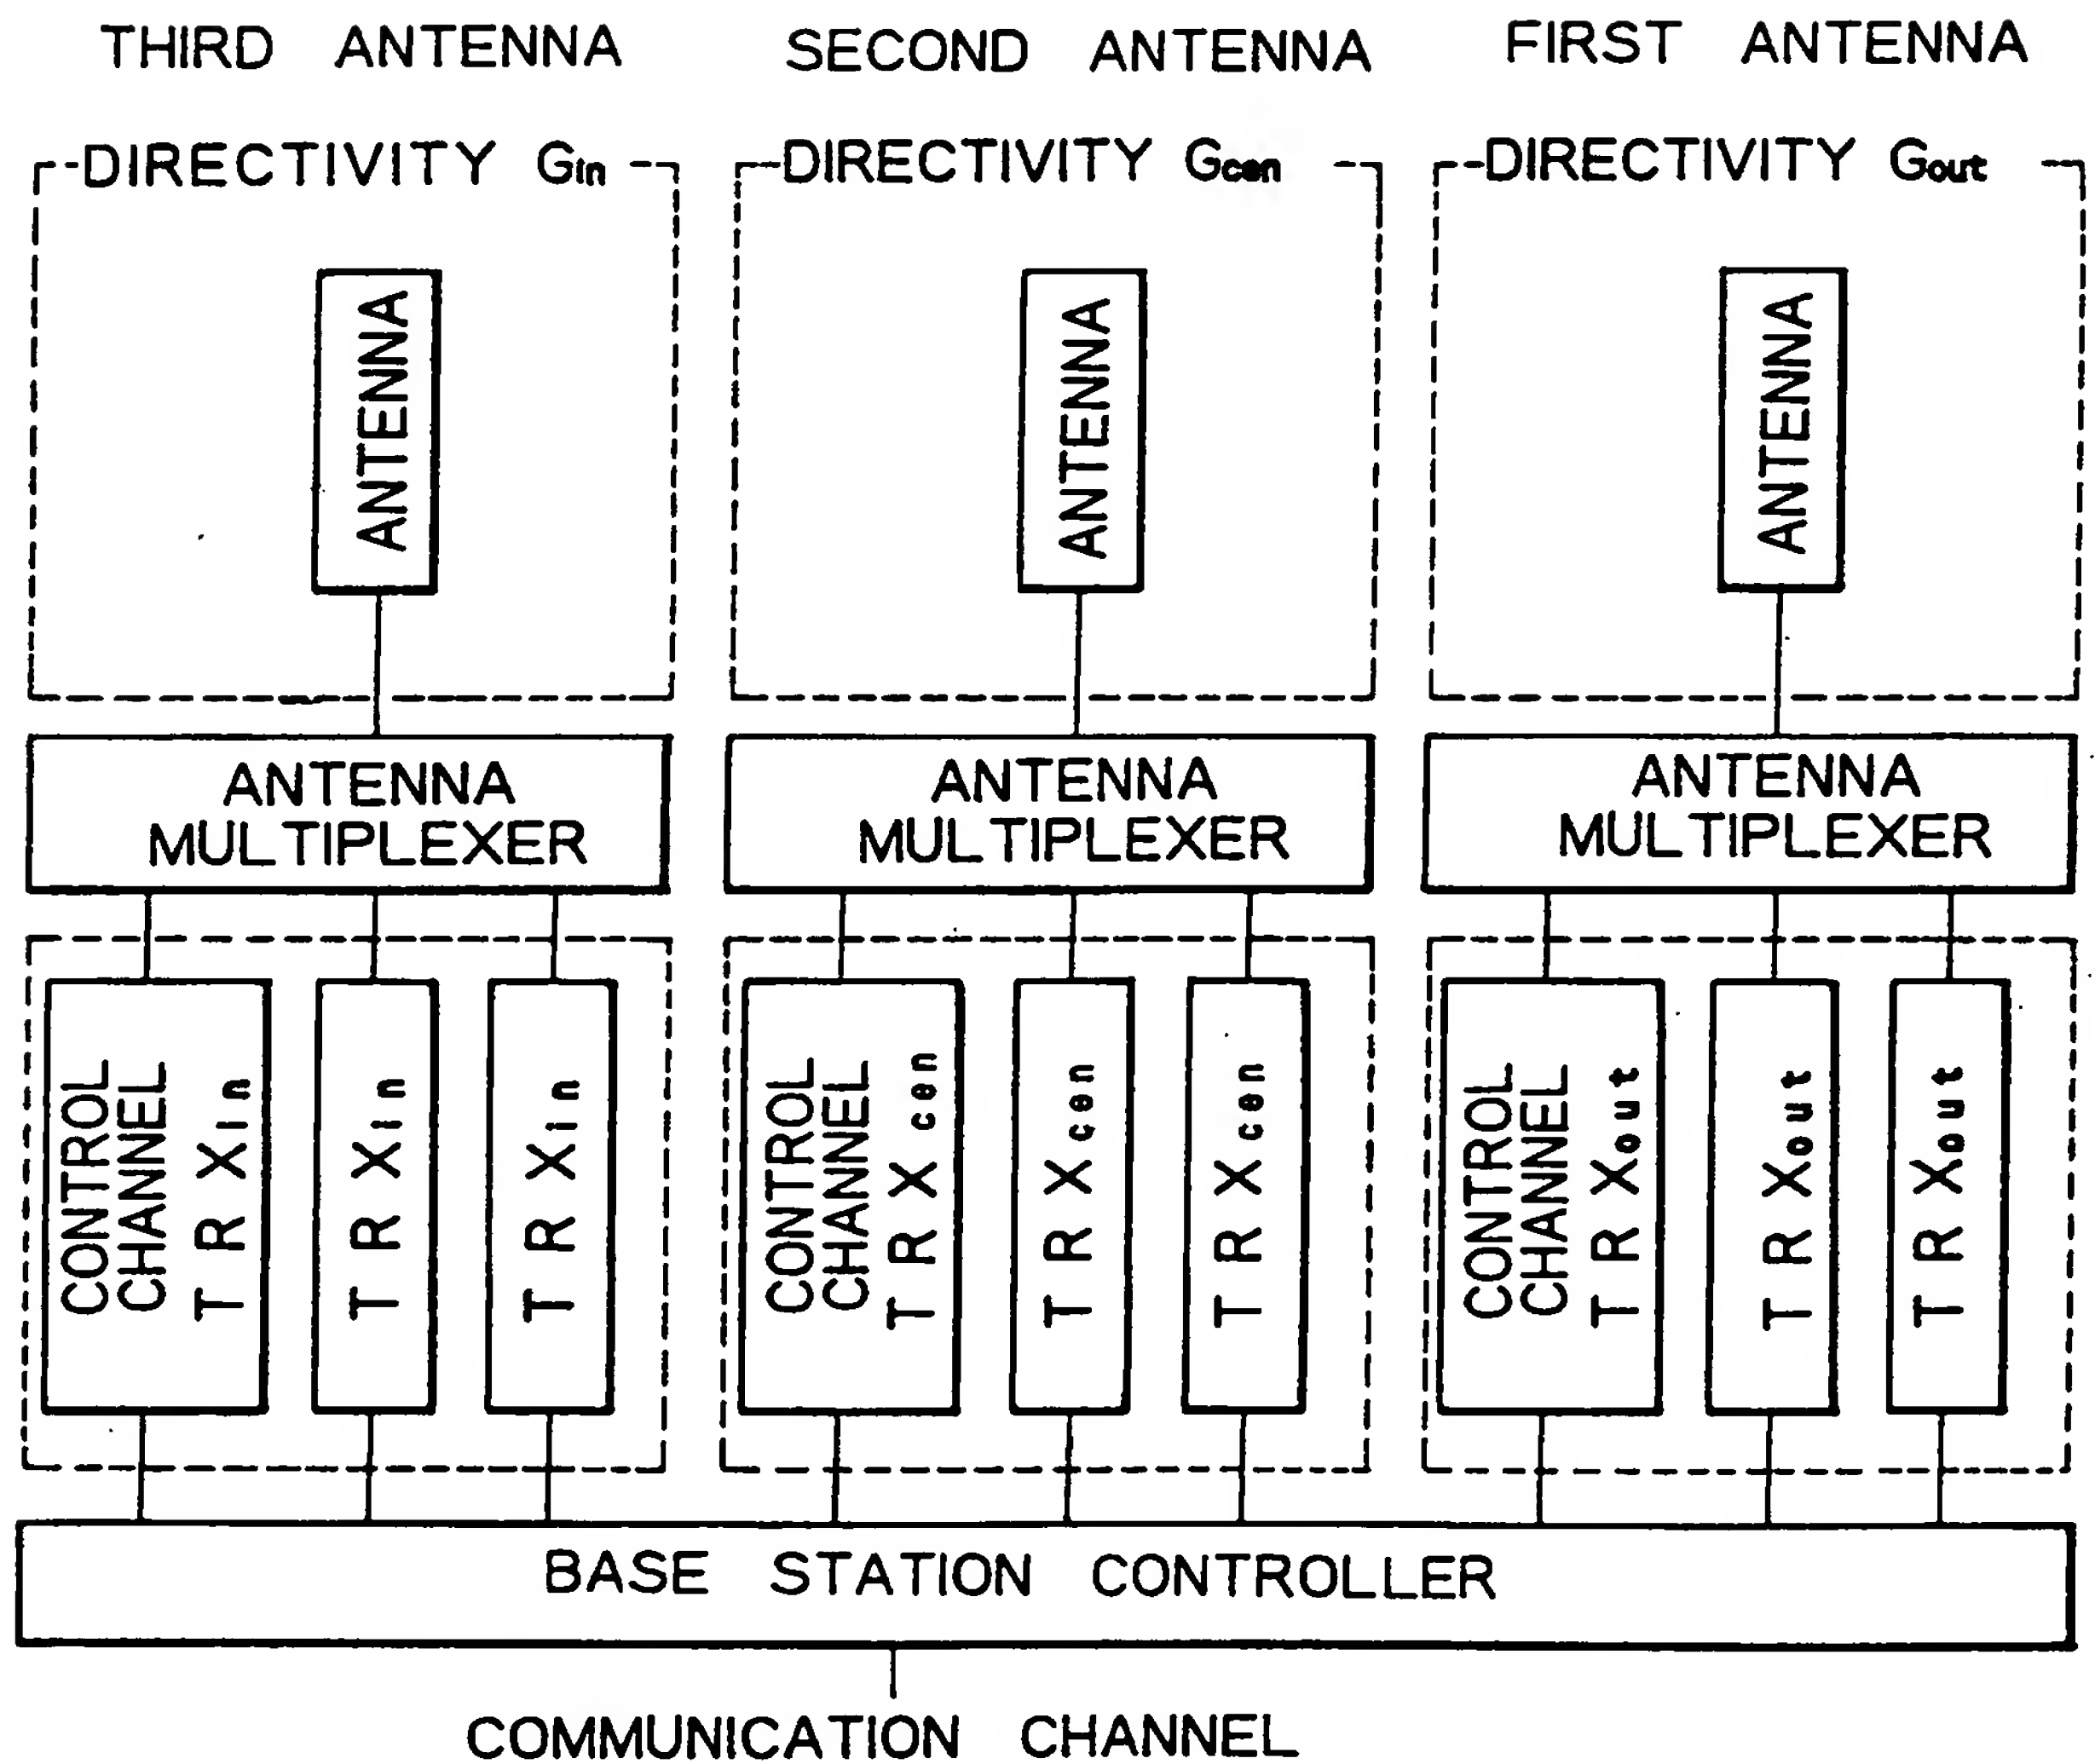 THIRD ANTENNA
SECOND ANTENNA
FIRST ANTENNA
DIRECTIVITY Gin
DIRECTIVITY Gcen
DIRECTIVITY Gout
ANTENNA
ANTENNA
ANTENNA
ANTENNA
MULTIPLEXER
ANTENNA
MULTIPLEXER
ANTENNA
MULTIPLEXER
CONTROL
CHANNEL
TRXin
TRXin
TRXin
CONTROL
CHANNEL
TRXcen
TRXcen
TRXcen
CONTROL
CHANNEL
TRXout
TRXout
TRXout
BASE STATION CONTROLLER
COMMUNICATION CHANNEL